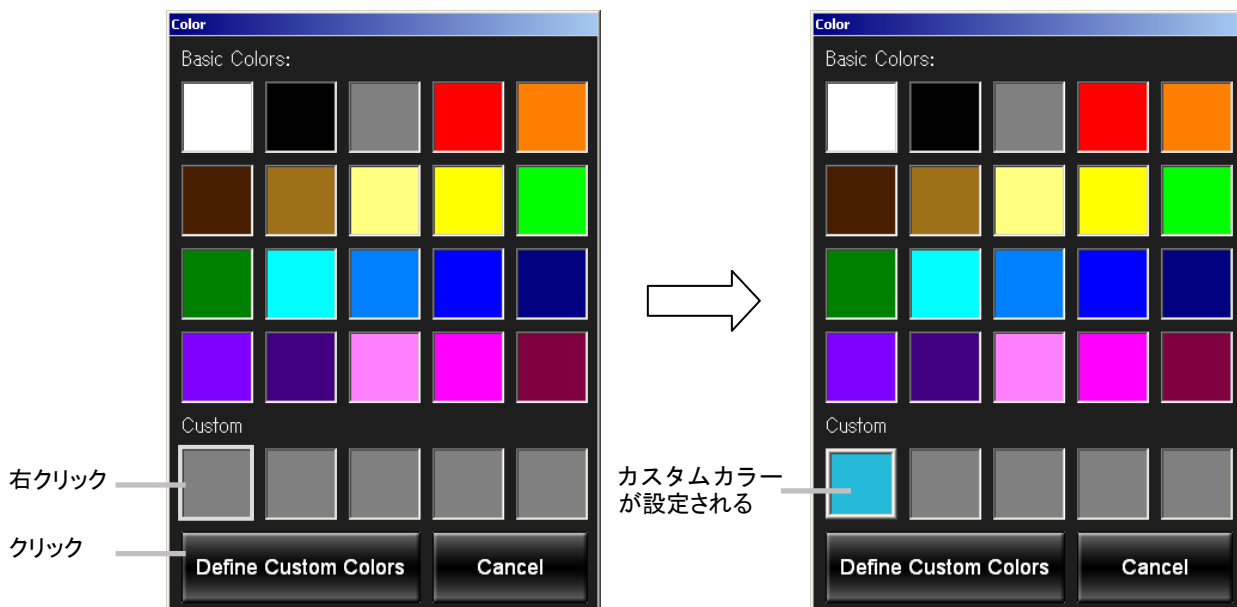 Color
Basic Colors:
Custom
右クリック
クリック
Define Custom Colors
Cancel
Color
Basic Colors:
Custom
カスタムカラー
が設定される
Define Custom Colors
Cancel